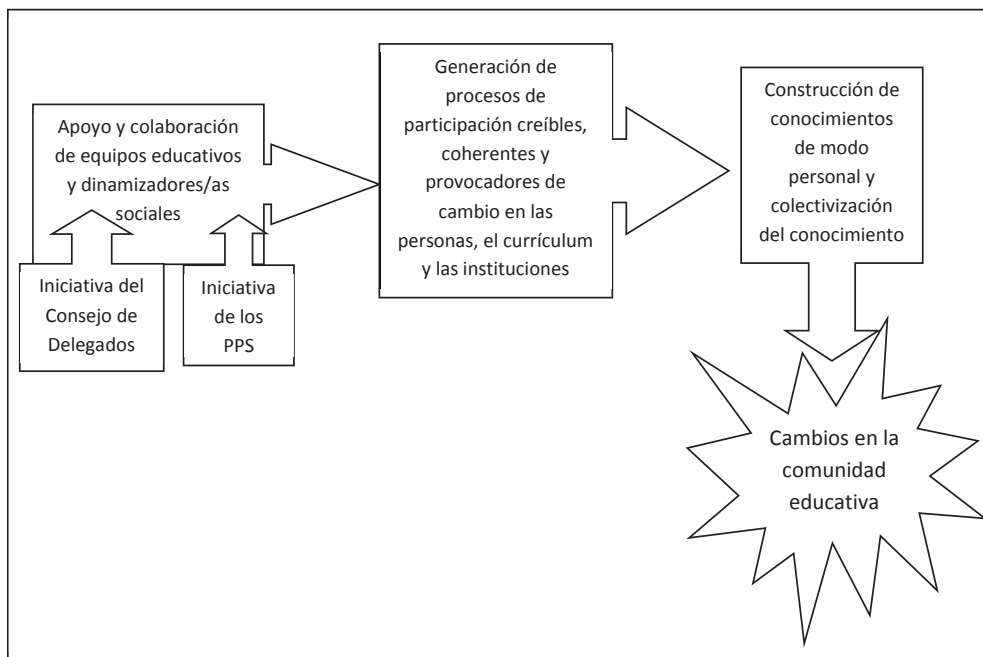 Apoyo y colaboración
de equipos educativos
y dinamizadores/as
sociales
Iniciativa del
Consejo de
Delegados
Iniciativa
de los
PPS
Generación de
procesos de
participación creíbles,
coherentes y
provocadores de
cambio en las
personas, el currículum
y las instituciones
Construcción de
conocimientos
de modo
personal y
colectivización
del conocimiento
Cambios en la
comunidad
educativa